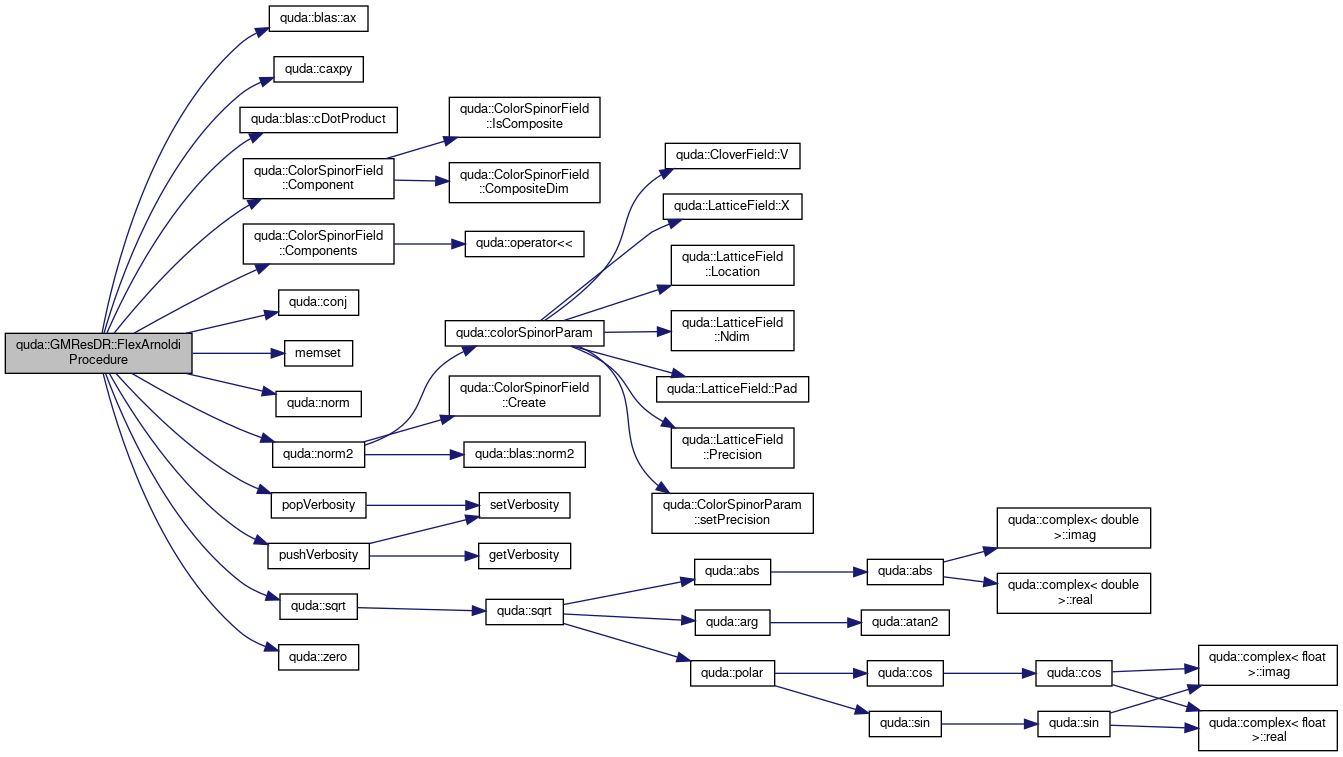 quda::GMResDR::FlexArnoldi
Procedure
quda::blas::ax
quda::caxpy
quda::blas::cDotProduct
quda::ColorSpinorField
::Component
quda::ColorSpinorField
::Components
quda::conj
memset
quda::norm
quda::norm2
popVerbosity
pushVerbosity
quda::sqrt
quda::zero
quda::ColorSpinorField
::IsComposite
quda::ColorSpinorField
::CompositeDim
quda::operator<<
quda::colorSpinorParam
quda::ColorSpinorField
::Create
quda::blas::norm2
setVerbosity
getVerbosity
quda::sqrt
quda::CloverField::V
quda::LatticeField::X
quda::LatticeField
::Location
quda::LatticeField
::Ndim
quda::LatticeField::Pad
quda::LatticeField
::Precision
quda::ColorSpinorParam
::setPrecision
quda::abs
quda::arg
quda::polar
quda::abs
quda::atan2
quda::cos
quda::sin
quda::complex< double
>::imag
quda::complex< double
>::real
quda::cos
quda::sin
quda::complex< float
>::imag
quda::complex< float
>::real